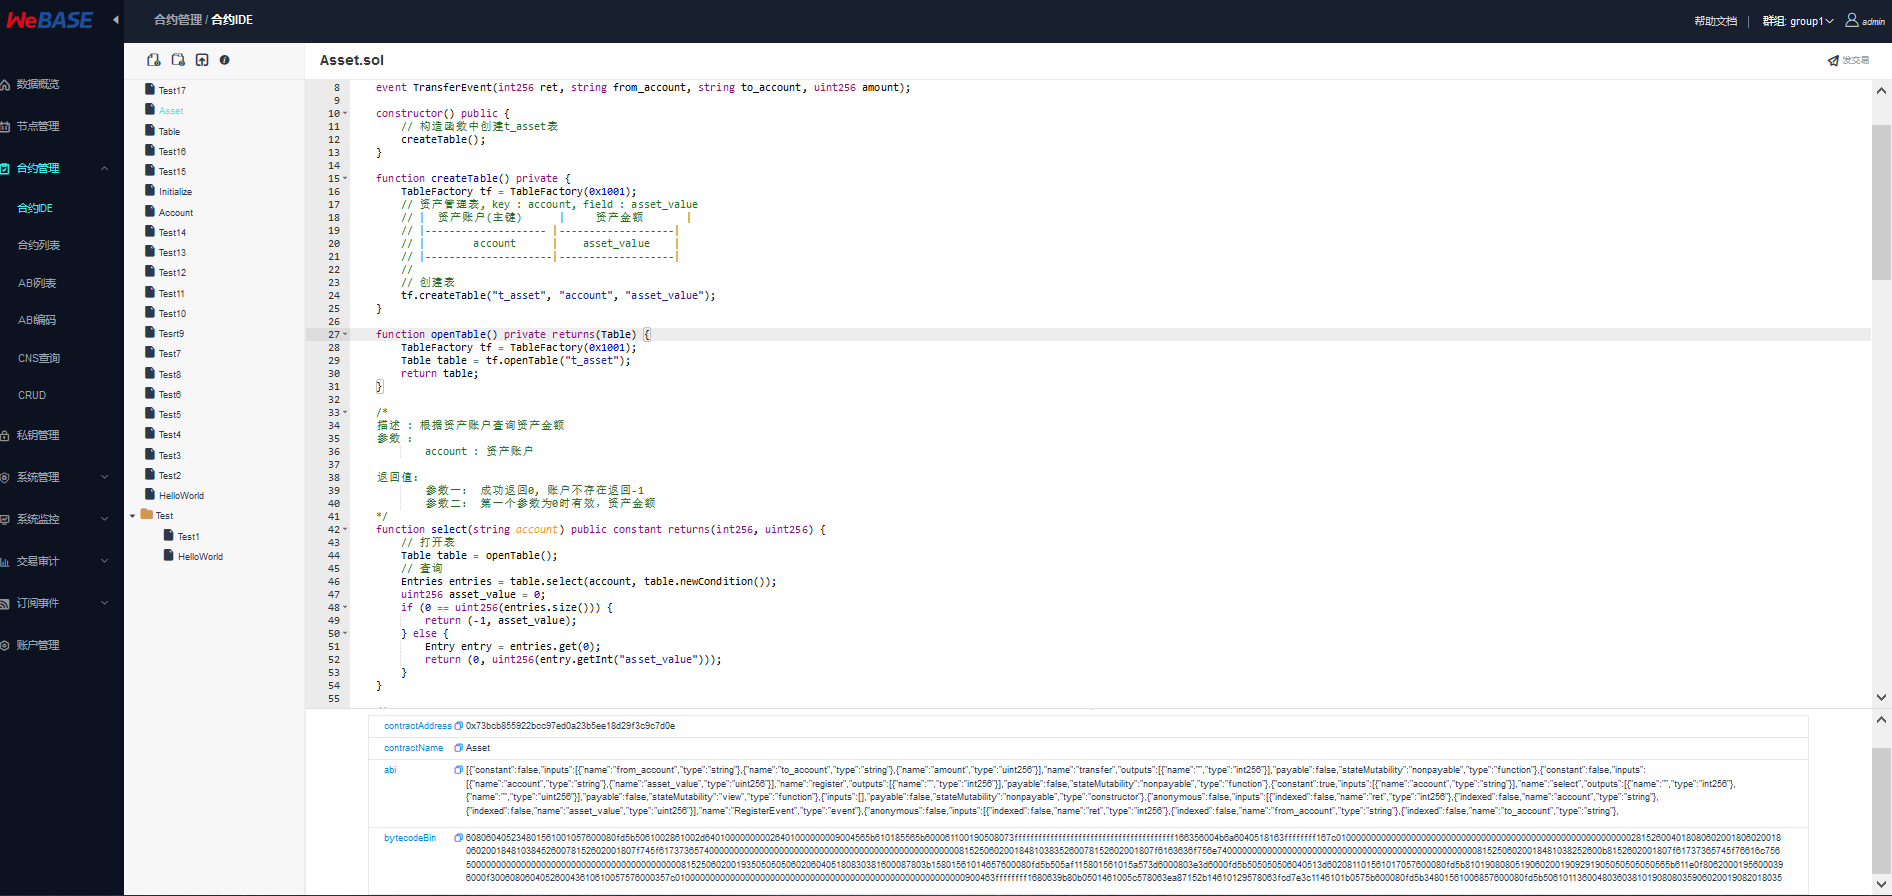 WeBASE
合约管理 / 合约IDE
帮助文档 | 群组: group1 admin
数据概览
节点管理
合约管理
合约IDE
合约列表
AB列表
AB编码
CNS查询
CRUD
私钥管理
系统管理
系统监控
交易审计
订阅事件
账户管理
Test17
Asset
Table
Test16
Test15
Initialize
Account
Test14
Test13
Test12
Test11
Test10
Tesrt9
Test7
Test8
Test6
Test5
Test4
Test3
Test2
HelloWorld
Test
Test1
HelloWorld
Asset.sol
发交易
8 event TransferEvent(int256 ret, string from_account, string to_account, uint256 amount);
9
10 constructor() public {
11 // 构造函数中创建t_asset表
12 createTable();
13 }
14
15 function createTable() private {
16 TableFactory tf = TableFactory(0x1001);
17 // 资产管理表, key : account, field : asset_value
18 // | 资产账户(主键) | 资产金额 |
19 // |-------------------- |-------------------|
20 // | account | asset_value |
21 // |---------------------|-------------------|
22 //
23 // 创建表
24 tf.createTable("t_asset", "account", "asset_value");
25 }
26
27 function openTable() private returns(Table) {
28 TableFactory tf = TableFactory(0x1001);
29 Table table = tf.openTable("t_asset");
30 return table;
31 }
32
33 /*
34 描述 : 根据资产账户查询资产金额
35 参数 :
36 account : 资产账户
37
38 返回值:
39 参数一: 成功返回0, 账户不存在返回-1
40 参数二: 第一个参数为0时有效，资产金额
41 */
42 function select(string account) public constant returns(int256, uint256) {
43 // 打开表
44 Table table = openTable();
45 // 查询
46 Entries entries = table.select(account, table.newCondition());
47 uint256 asset_value = 0;
48 if (0 == uint256(entries.size())) {
49 return (-1, asset_value);
50 } else {
51 Entry entry = entries.get(0);
52 return (0, uint256(entry.getInt("asset_value")));
53 }
54 }
55
contractAddress 0x73bcb855922bcc97ed0a23b5ee18d29f3c9c7d0e
contractName Asset
abi [{"constant":false,"inputs":[{"name":"from_account","type":"string"},{"name":"to_account","type":"string"},{"name":"amount","type":"uint256"}],"name":"transfer","outputs":[{"name":"","type":"int256"}],"payable":false,"stateMutability":"nonpayable","type":"function"},{"constant":false,"inputs":
[{"name":"account","type":"string"},{"name":"asset_value","type":"uint256"}],"name":"register","outputs":[{"name":"","type":"int256"}],"payable":false,"stateMutability":"nonpayable","type":"function"},{"constant":true,"inputs":[{"name":"account","type":"string"}],"name":"select","outputs":[{"name":"","type":"int256"},
{"name":"","type":"uint256"}],"payable":false,"stateMutability":"view","type":"function"},{"inputs":[],"payable":false,"stateMutability":"nonpayable","type":"constructor"},{"anonymous":false,"inputs":[{"indexed":false,"name":"ret","type":"int256"},{"indexed":false,"name":"account","type":"string"},
{"indexed":false,"name":"asset_value","type":"uint256"}],"name":"RegisterEvent","type":"event"},{"anonymous":false,"inputs":[{"indexed":false,"name":"ret","type":"int256"},{"indexed":false,"name":"from_account","type":"string"},{"indexed":false,"name":"to_account","type":"string"},
bytecodeBin